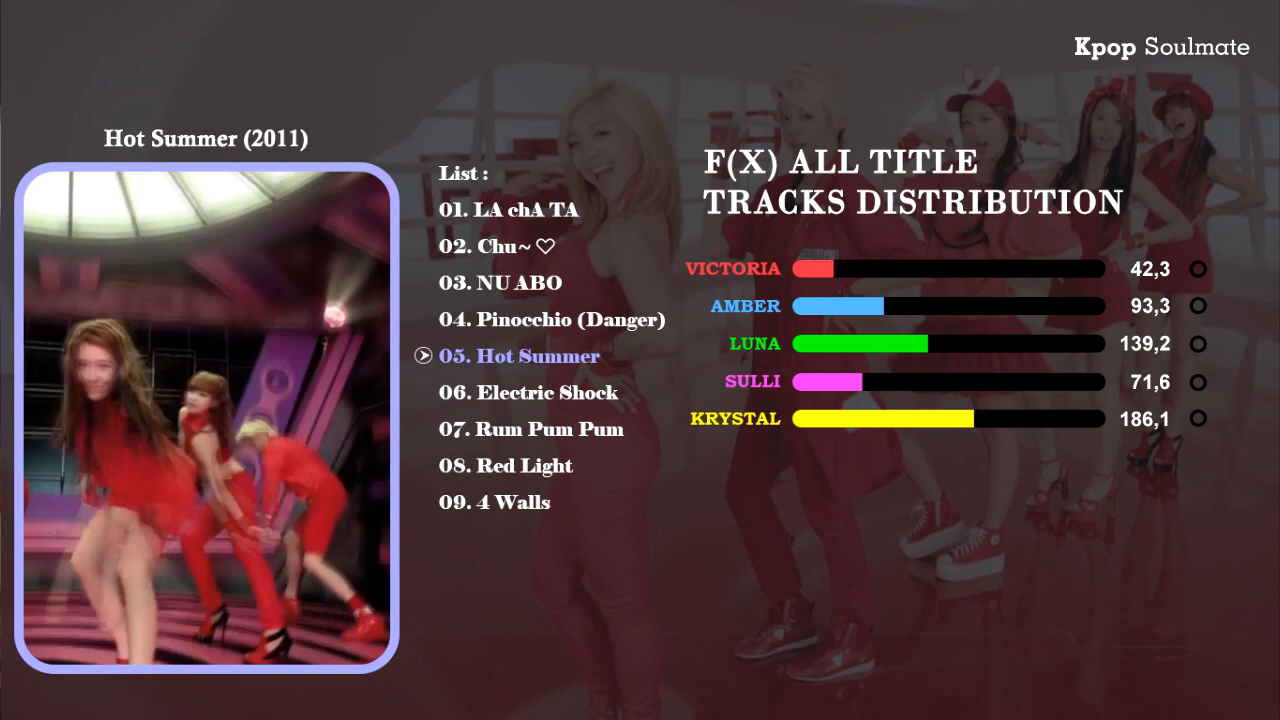 Kpop Soulmate
Hot Summer (2011)
List :
01. LA chA TA
02. Chu~ ♡
03. NU ABO
04. Pinocchio (Danger)
05. Hot Summer
06. Electric Shock
07. Rum Pum Pum
08. Red Light
09. 4 Walls
F(X) ALL TITLE
TRACKS DISTRIBUTION
VICTORIA 42,3
AMBER 93,3
LUNA 139,2
SULLI 71,6
KRYSTAL 186,1